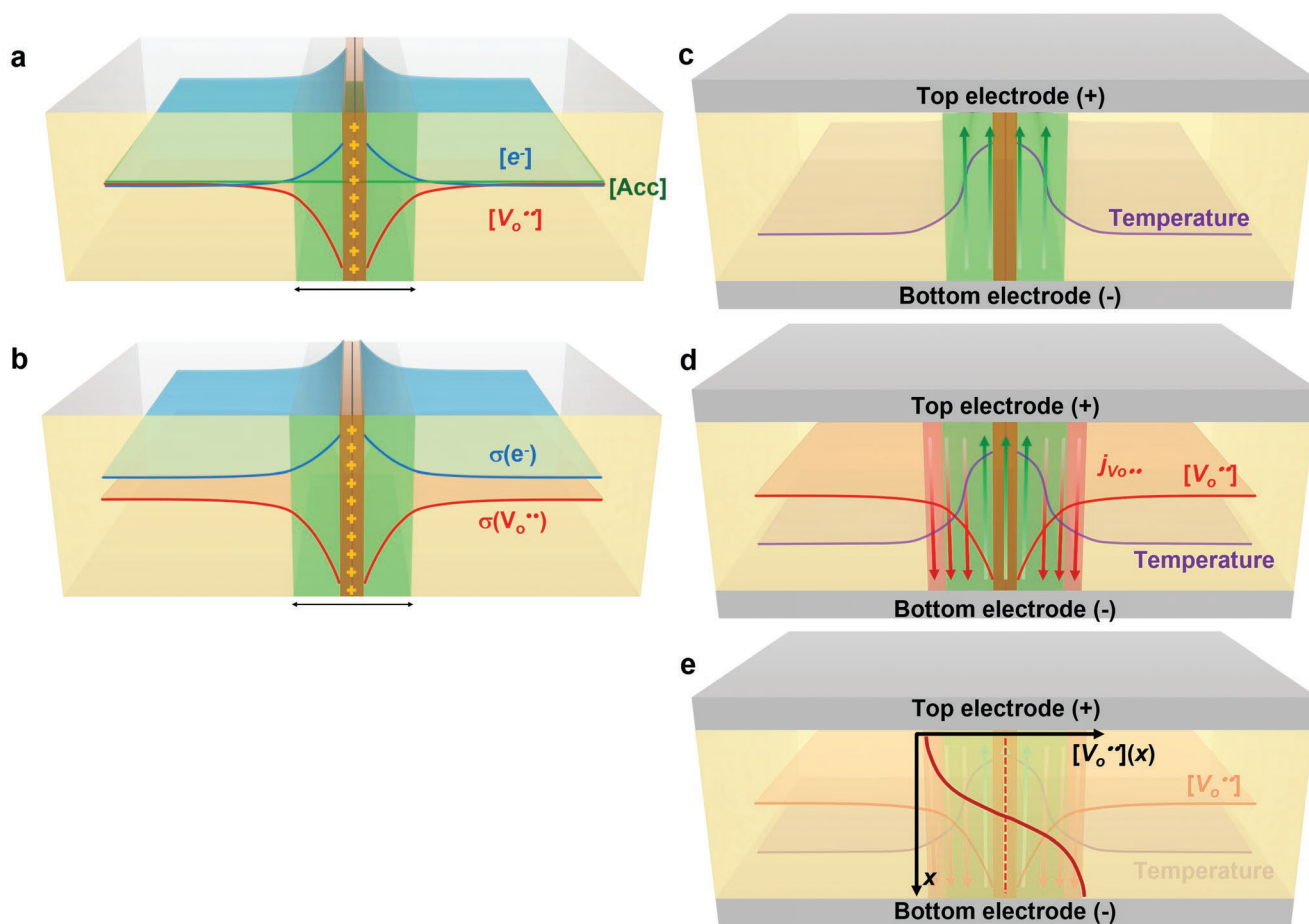 a
[e-]
[Acc]
[Vo••]
b
σ(e-)
σ(Vo••)
c
Top electrode (+)
Temperature
Bottom electrode (-)
d
Top electrode (+)
jVo••
[Vo••]
Temperature
Bottom electrode (-)
e
Top electrode (+)
[Vo••](x)
[Vo••]
Temperature
x
Bottom electrode (-)